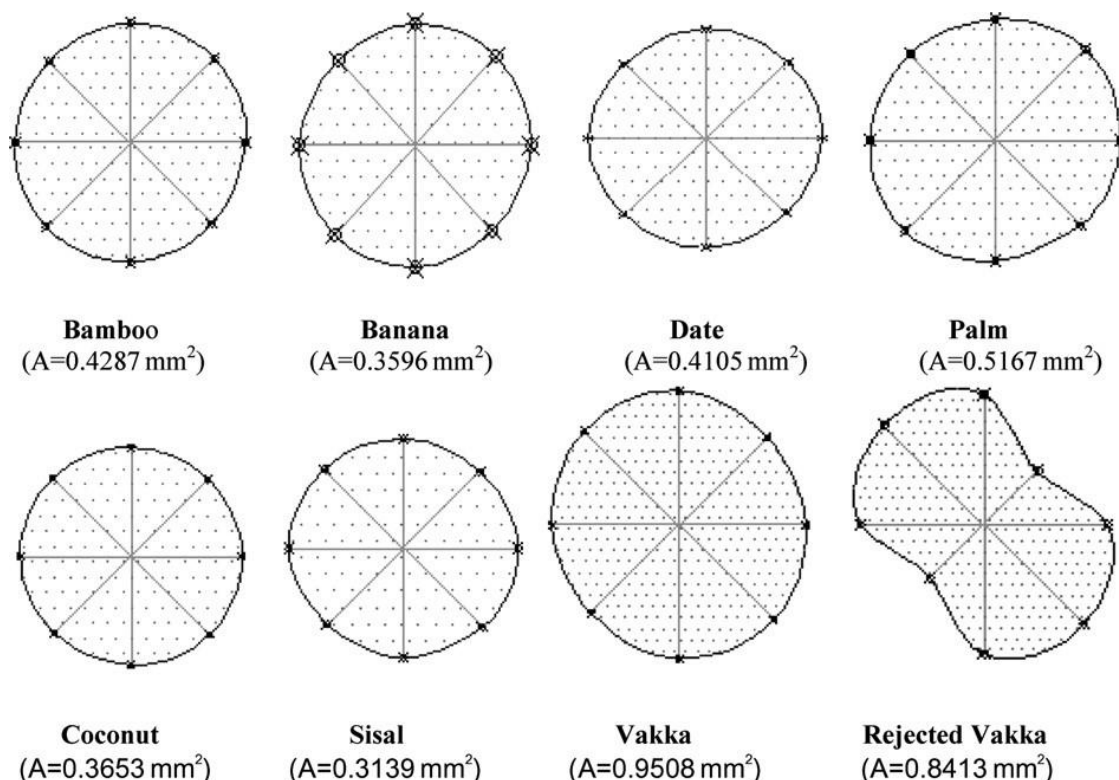 Bamboo
(A=0.4287 mm²)
Banana
(A=0.3596 mm²)
Date
(A=0.4105 mm²)
Palm
(A=0.5167 mm²)
Coconut
(A=0.3653 mm²)
Sisal
(A=0.3139 mm²)
Vakka
(A=0.9508 mm²)
Rejected Vakka
(A=0.8413 mm²)